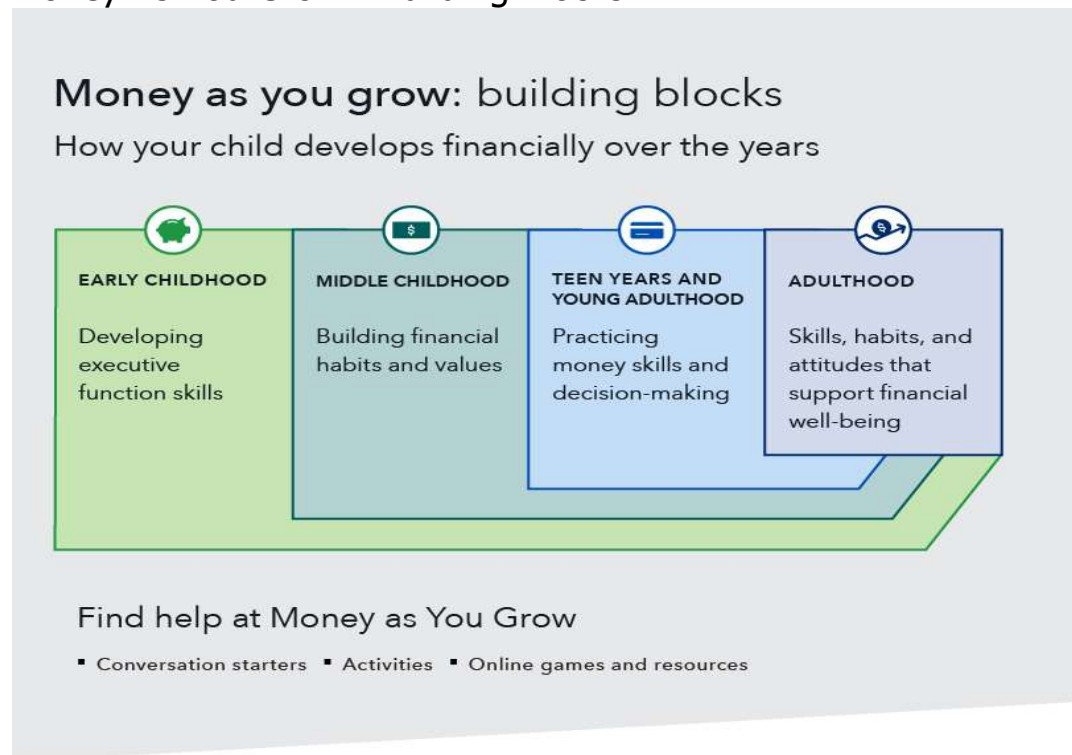 Money as you grow: building blocks
How your child develops financially over the years
$
EARLY CHILDHOOD
Developing
executive
function skills
MIDDLE CHILDHOOD
Building financial
habits and values
TEEN YEARS AND
YOUNG ADULTHOOD
Practicing
money skills and
decision-making
$
ADULTHOOD
Skills, habits, and
attitudes that
support financial
well-being
Find help at Money as You Grow
▪ Conversation starters ▪ Activities ▪ Online games and resources